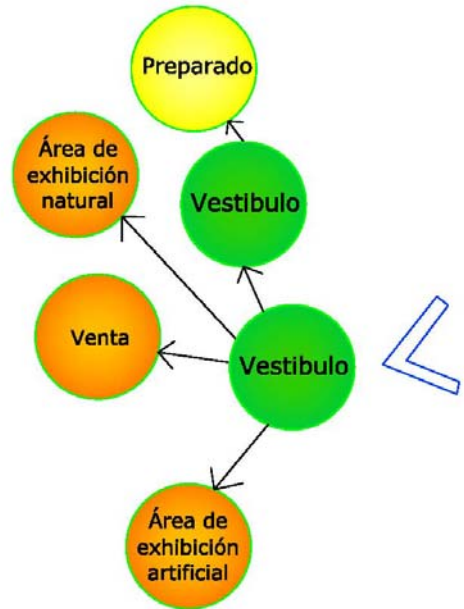 Preparado
Área de
exhibición
natural
Vestibulo
Venta
Vestibulo
Área de
exhibición
artificial